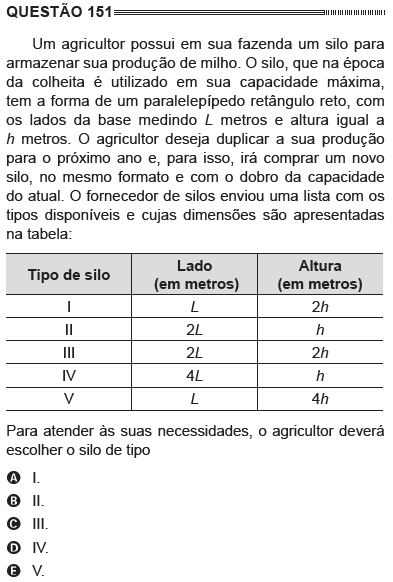 QUESTÃO 151
Um agricultor possui em sua fazenda um silo para
armazenar sua produção de milho. O silo, que na época
da colheita é utilizado em sua capacidade máxima,
tem a forma de um paralelepípedo retângulo reto, com
os lados da base medindo L metros e altura igual a
h metros. O agricultor deseja duplicar a sua produção
para o próximo ano e, para isso, irá comprar um novo
silo, no mesmo formato e com o dobro da capacidade
do atual. O fornecedor de silos enviou uma lista com os
tipos disponíveis e cujas dimensões são apresentadas
na tabela:
Tipo de silo Lado (em metros) Altura (em metros)
I L 2h
II 2L h
III 2L 2h
IV 4L h
V L 4h
Para atender às suas necessidades, o agricultor deverá
escolher o silo de tipo
A I.
B II.
C III.
D IV.
E V.